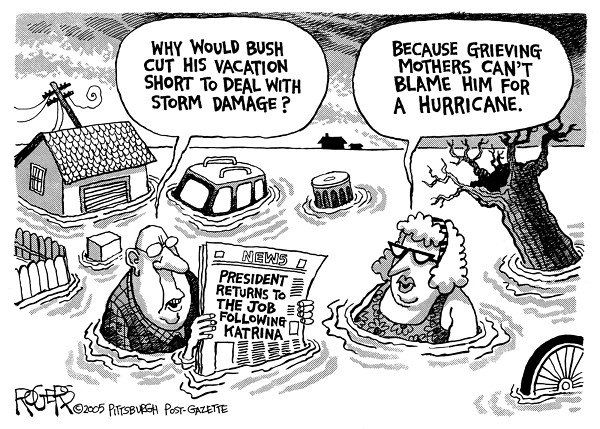 WHY WOULD BUSH
CUT HIS VACATION
SHORT TO DEAL WITH
STORM DAMAGE?
BECAUSE GRIEVING
MOTHERS CAN'T
BLAME HIM FOR
A HURRICANE.
NEWS
PRESIDENT
RETURNS TO
THE JOB
FOLLOWING
KATRINA
ROGERS ©2005 PITTSBURGH POST-GAZETTE